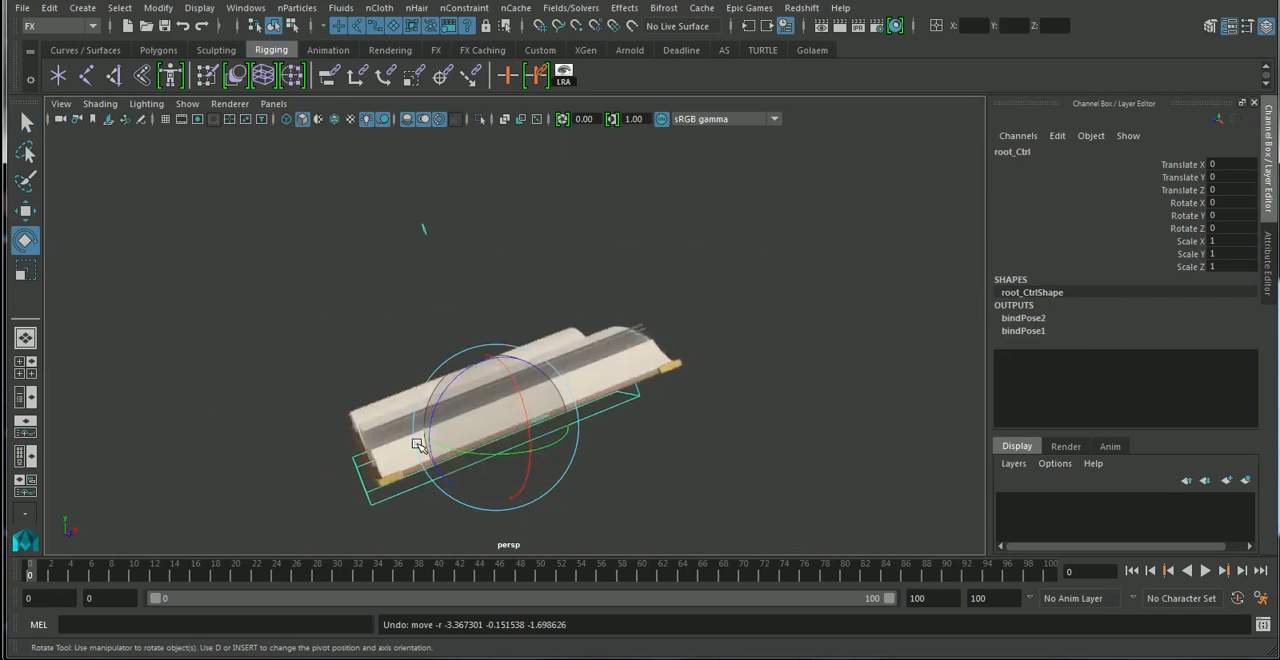 File Edit Create Select Modify Display Windows nParticles Fluids nCloth nHair nConstraint nCache Fields/Solvers Effects Bifrost Cache Epic Games Redshift Help
FX No Live Surface X: Y: Z:
Curves / Surfaces Polygons Sculpting Rigging Animation Rendering FX FX Caching Custom XGen Arnold Deadline AS TURTLE Golaem
LRA
View Shading Lighting Show Renderer Panels
0.00 1.00 sRGB gamma
persp
Channel Box / Layer Editor
Channels Edit Object Show
root_Ctrl
Translate X 0
Translate Y 0
Translate Z 0
Rotate X 0
Rotate Y 0
Rotate Z 0
Scale X 1
Scale Y 1
Scale Z 1
SHAPES
root_CtrlShape
OUTPUTS
bindPose2
bindPose1
Display Render Anim
Layers Options Help
Channel Box / Layer Editor
Attribute Editor
0 2 4 6 8 10 12 14 16 18 20 22 24 26 28 30 32 34 36 38 40 42 44 46 48 50 52 54 56 58 60 62 64 66 68 70 72 74 76 78 80 82 84 86 88 90 92 94 96 98 100
0 0
0 0 0 100 100 100 No Anim Layer No Character Set
MEL Undo: move -r -3.367301 -0.151538 -1.698626
Rotate Tool: Use manipulator to rotate object(s). Use D or INSERT to change the pivot position and axis orientation.